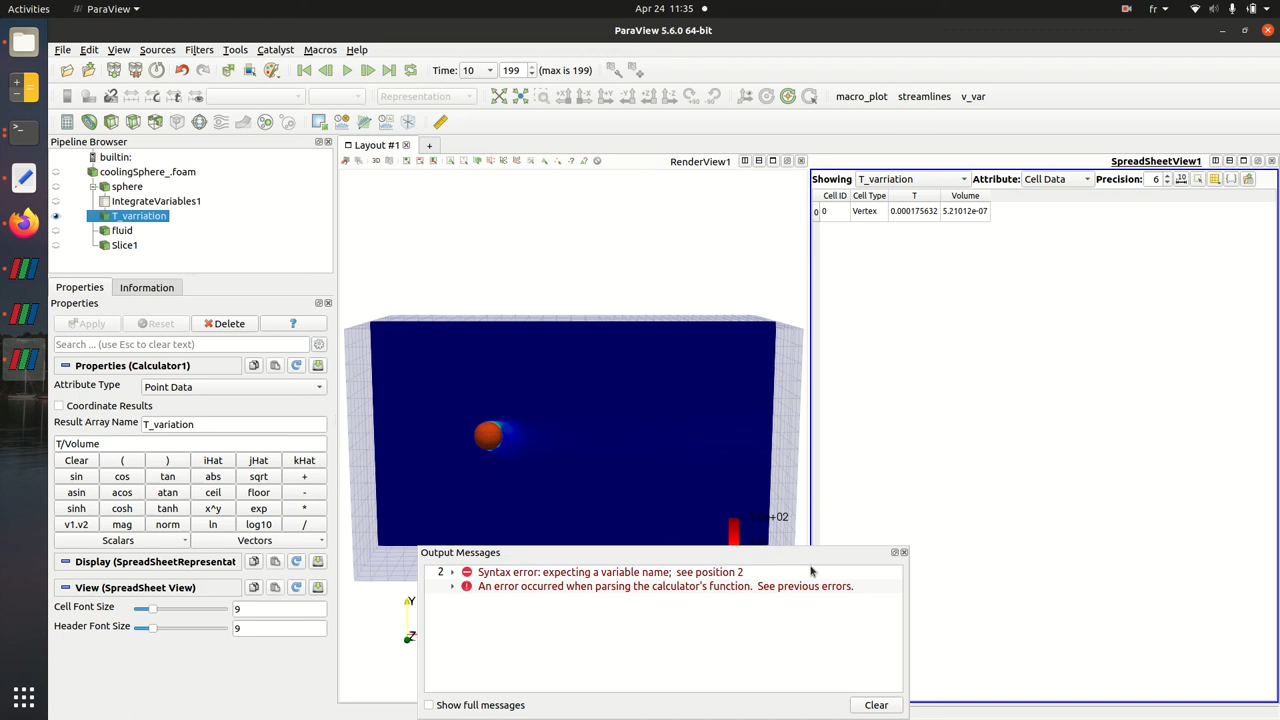 Activities
ParaView
Apr 24 11:35
fr
ParaView 5.6.0 64-bit
File Edit View Sources Filters Tools Catalyst Macros Help
Time: 10 199 (max is 199)
Representation
macro_plot streamlines v_var
Pipeline Browser
builtin:
coolingSphere_.foam
sphere
IntegrateVariables1
T_varriation
fluid
Slice1
Properties Information
Properties
Apply Reset Delete ?
Search ... (use Esc to clear text)
Properties (Calculator1)
Attribute Type Point Data
Coordinate Results
Result Array Name T_variation
T/Volume
Clear ( ) iHat jHat kHat
sin cos tan abs sqrt +
asin acos atan ceil floor -
sinh cosh tanh x^y exp *
v1.v2 mag norm ln log10 /
Scalars Vectors
Display (SpreadSheetRepresentat
View (SpreadSheet View)
Cell Font Size 9
Header Font Size 9
Layout #1 +
3D
RenderView1
SpreadSheetView1
Showing T_varriation Attribute: Cell Data Precision: 6
Cell ID Cell Type T Volume
0 0 Vertex 0.000175632 5.21012e-07
Y
Z
Output Messages
2 Syntax error: expecting a variable name; see position 2
An error occurred when parsing the calculator's function. See previous errors.
Show full messages
Clear